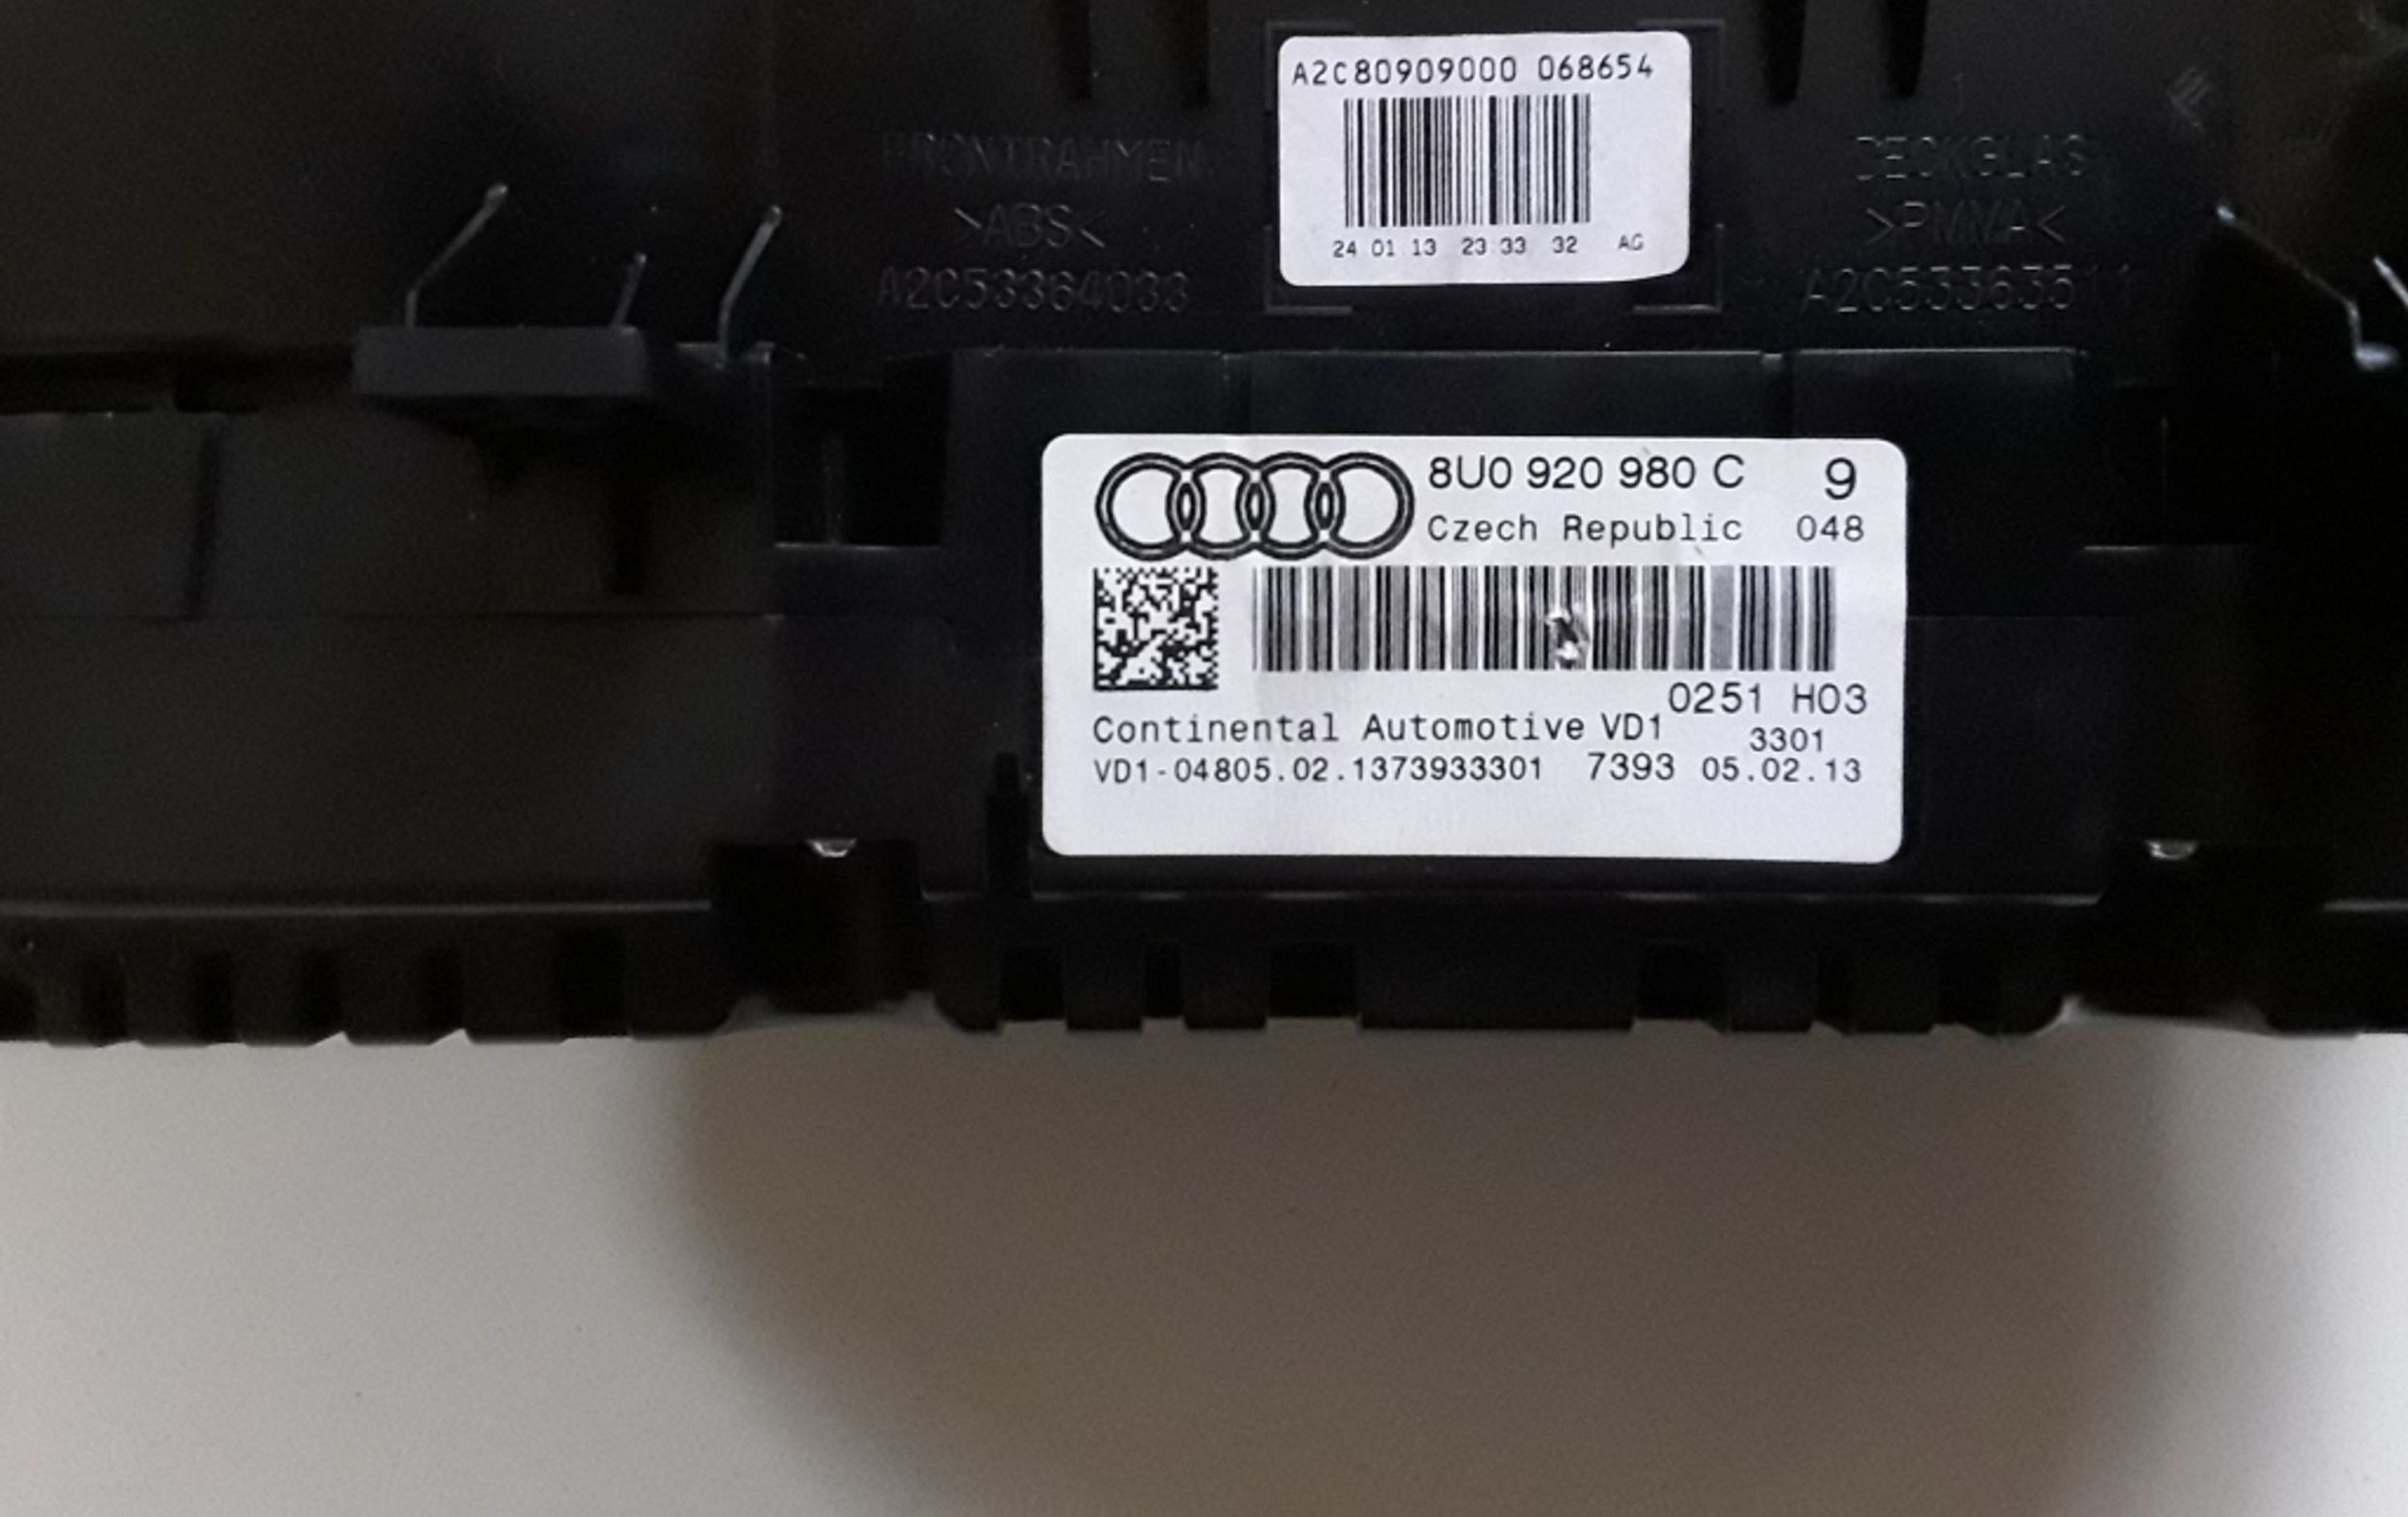 A2C80909000 068654
24 01 13 23 33 32 AG
FRONTRAHMEN
>ABS<
A2C53364033
DECKGLAS
>PMMA<
A2C53363511
8U0 920 980 C 9
Czech Republic 048
0251 H03
Continental Automotive VD1 3301
VD1-04805.02.1373933301 7393 05.02.13